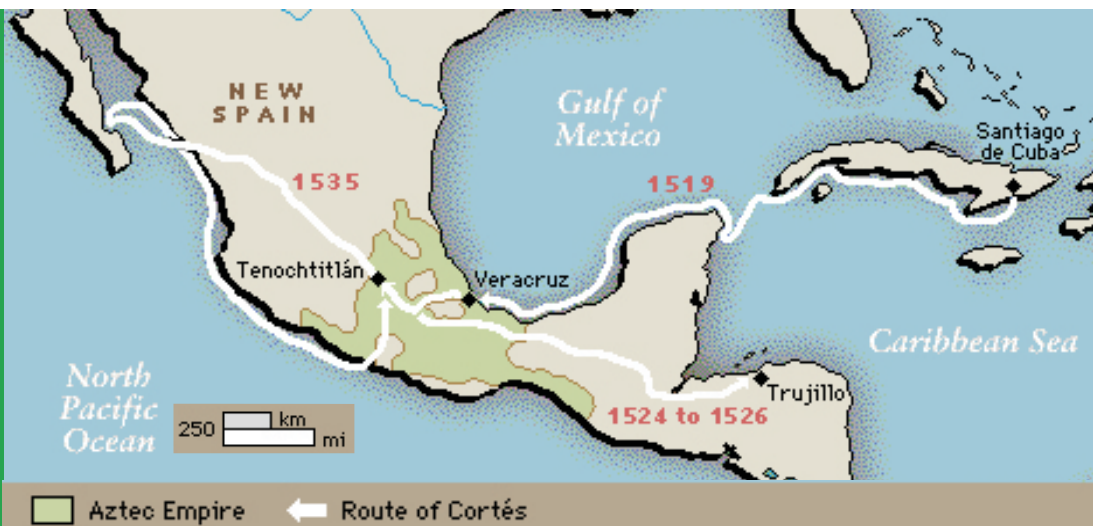 NEW
SPAIN
Gulf of
Mexico
Santiago
de Cuba
1535
1519
Tenochtitlán
Veracruz
Caribbean Sea
North
Pacific
Ocean
Trujillo
1524 to 1526
250 km
mi
Aztec Empire
Route of Cortés